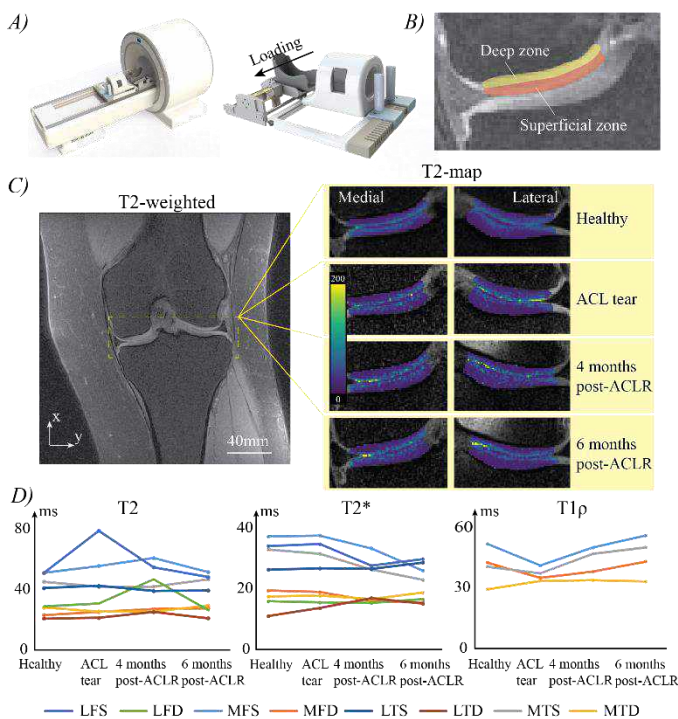 A)
Loading
B)
Deep zone
Superficial zone
C)
T2-weighted
T2-map
Medial
Lateral
Healthy
200
0
ACL tear
4 months
post-ACLR
6 months
post-ACLR
x
y
40mm
D)
ms
T2
80
40
0
Healthy
ACL
tear
4 months
post-ACLR
6 months
post-ACLR
T2*
40
20
0
Healthy
ACL
tear
4 months
post-ACLR
6 months
post-ACLR
ms
T1ρ
60
30
0
Healthy
ACL
tear
4 months
post-ACLR
6 months
post-ACLR
ms
LFS
LFD
MFS
MFD
LTS
LTD
MTS
MTD